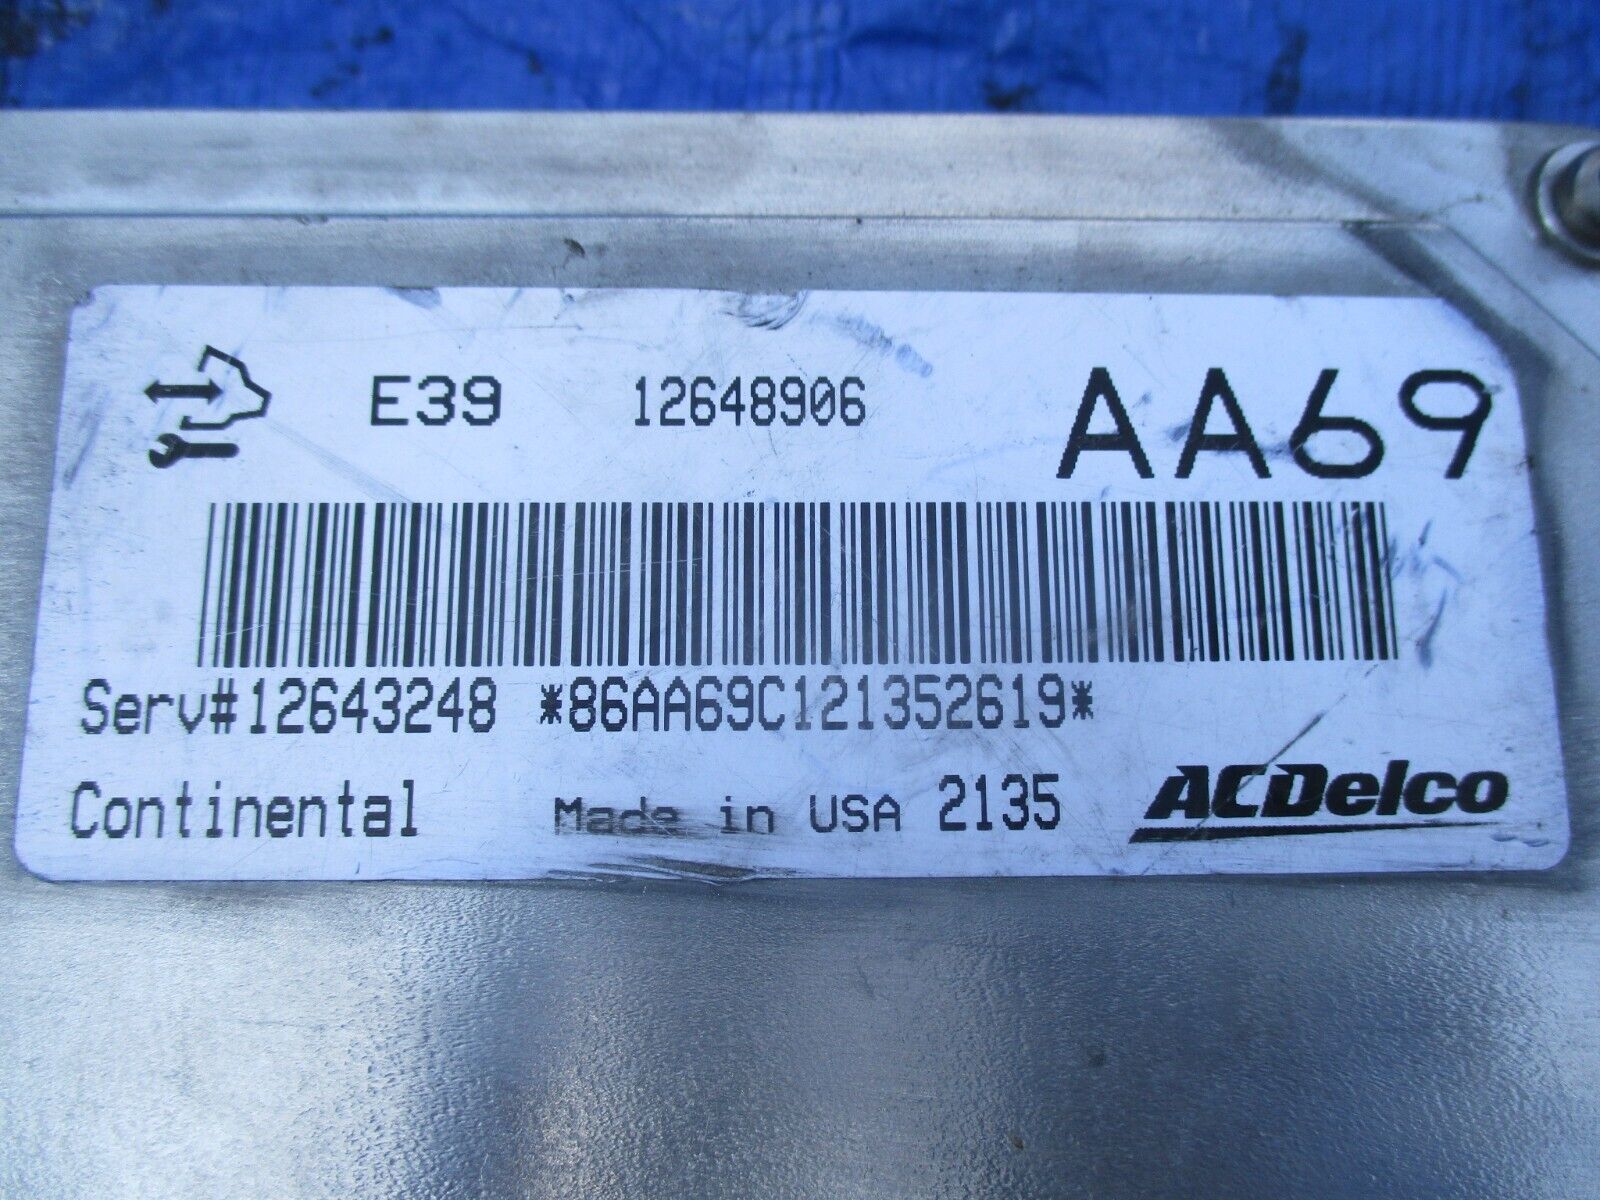 E39 12648906 AA69
Serv#12643248 *86AA69C121352619*
Continental Made in USA 2135 ACDelco